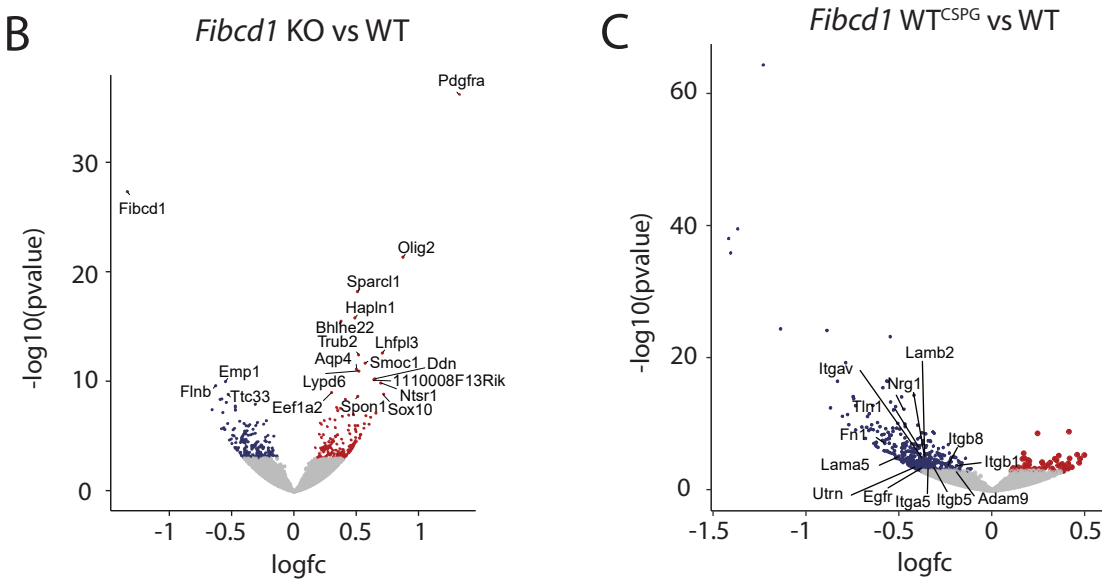 B
Fibcd1 KO vs WT
-log10(pvalue)
30
20
10
0
-1
-0.5
0
0.5
1
logfc
Pdgfra
Fibcd1
Olig2
Sparcl1
Hapln1
Bhlhe22
Trub2
Lhfpl3
Aqp4
Smoc1
Ddn
Emp1
Lypd6
1110008F13Rik
Flnb
Ttc33
Ntsr1
Eef1a2
Spon1
Sox10
C
Fibcd1 WTCSPG vs WT
-log10(pvalue)
60
40
20
0
-1.5
-1
-0.5
0
0.5
logfc
Lamb2
Itgav
Nrg1
Tln1
Fn1
Itgb8
Lama5
Itgb1
Utrn
Egfr
Itga5
Itgb5
Adam9